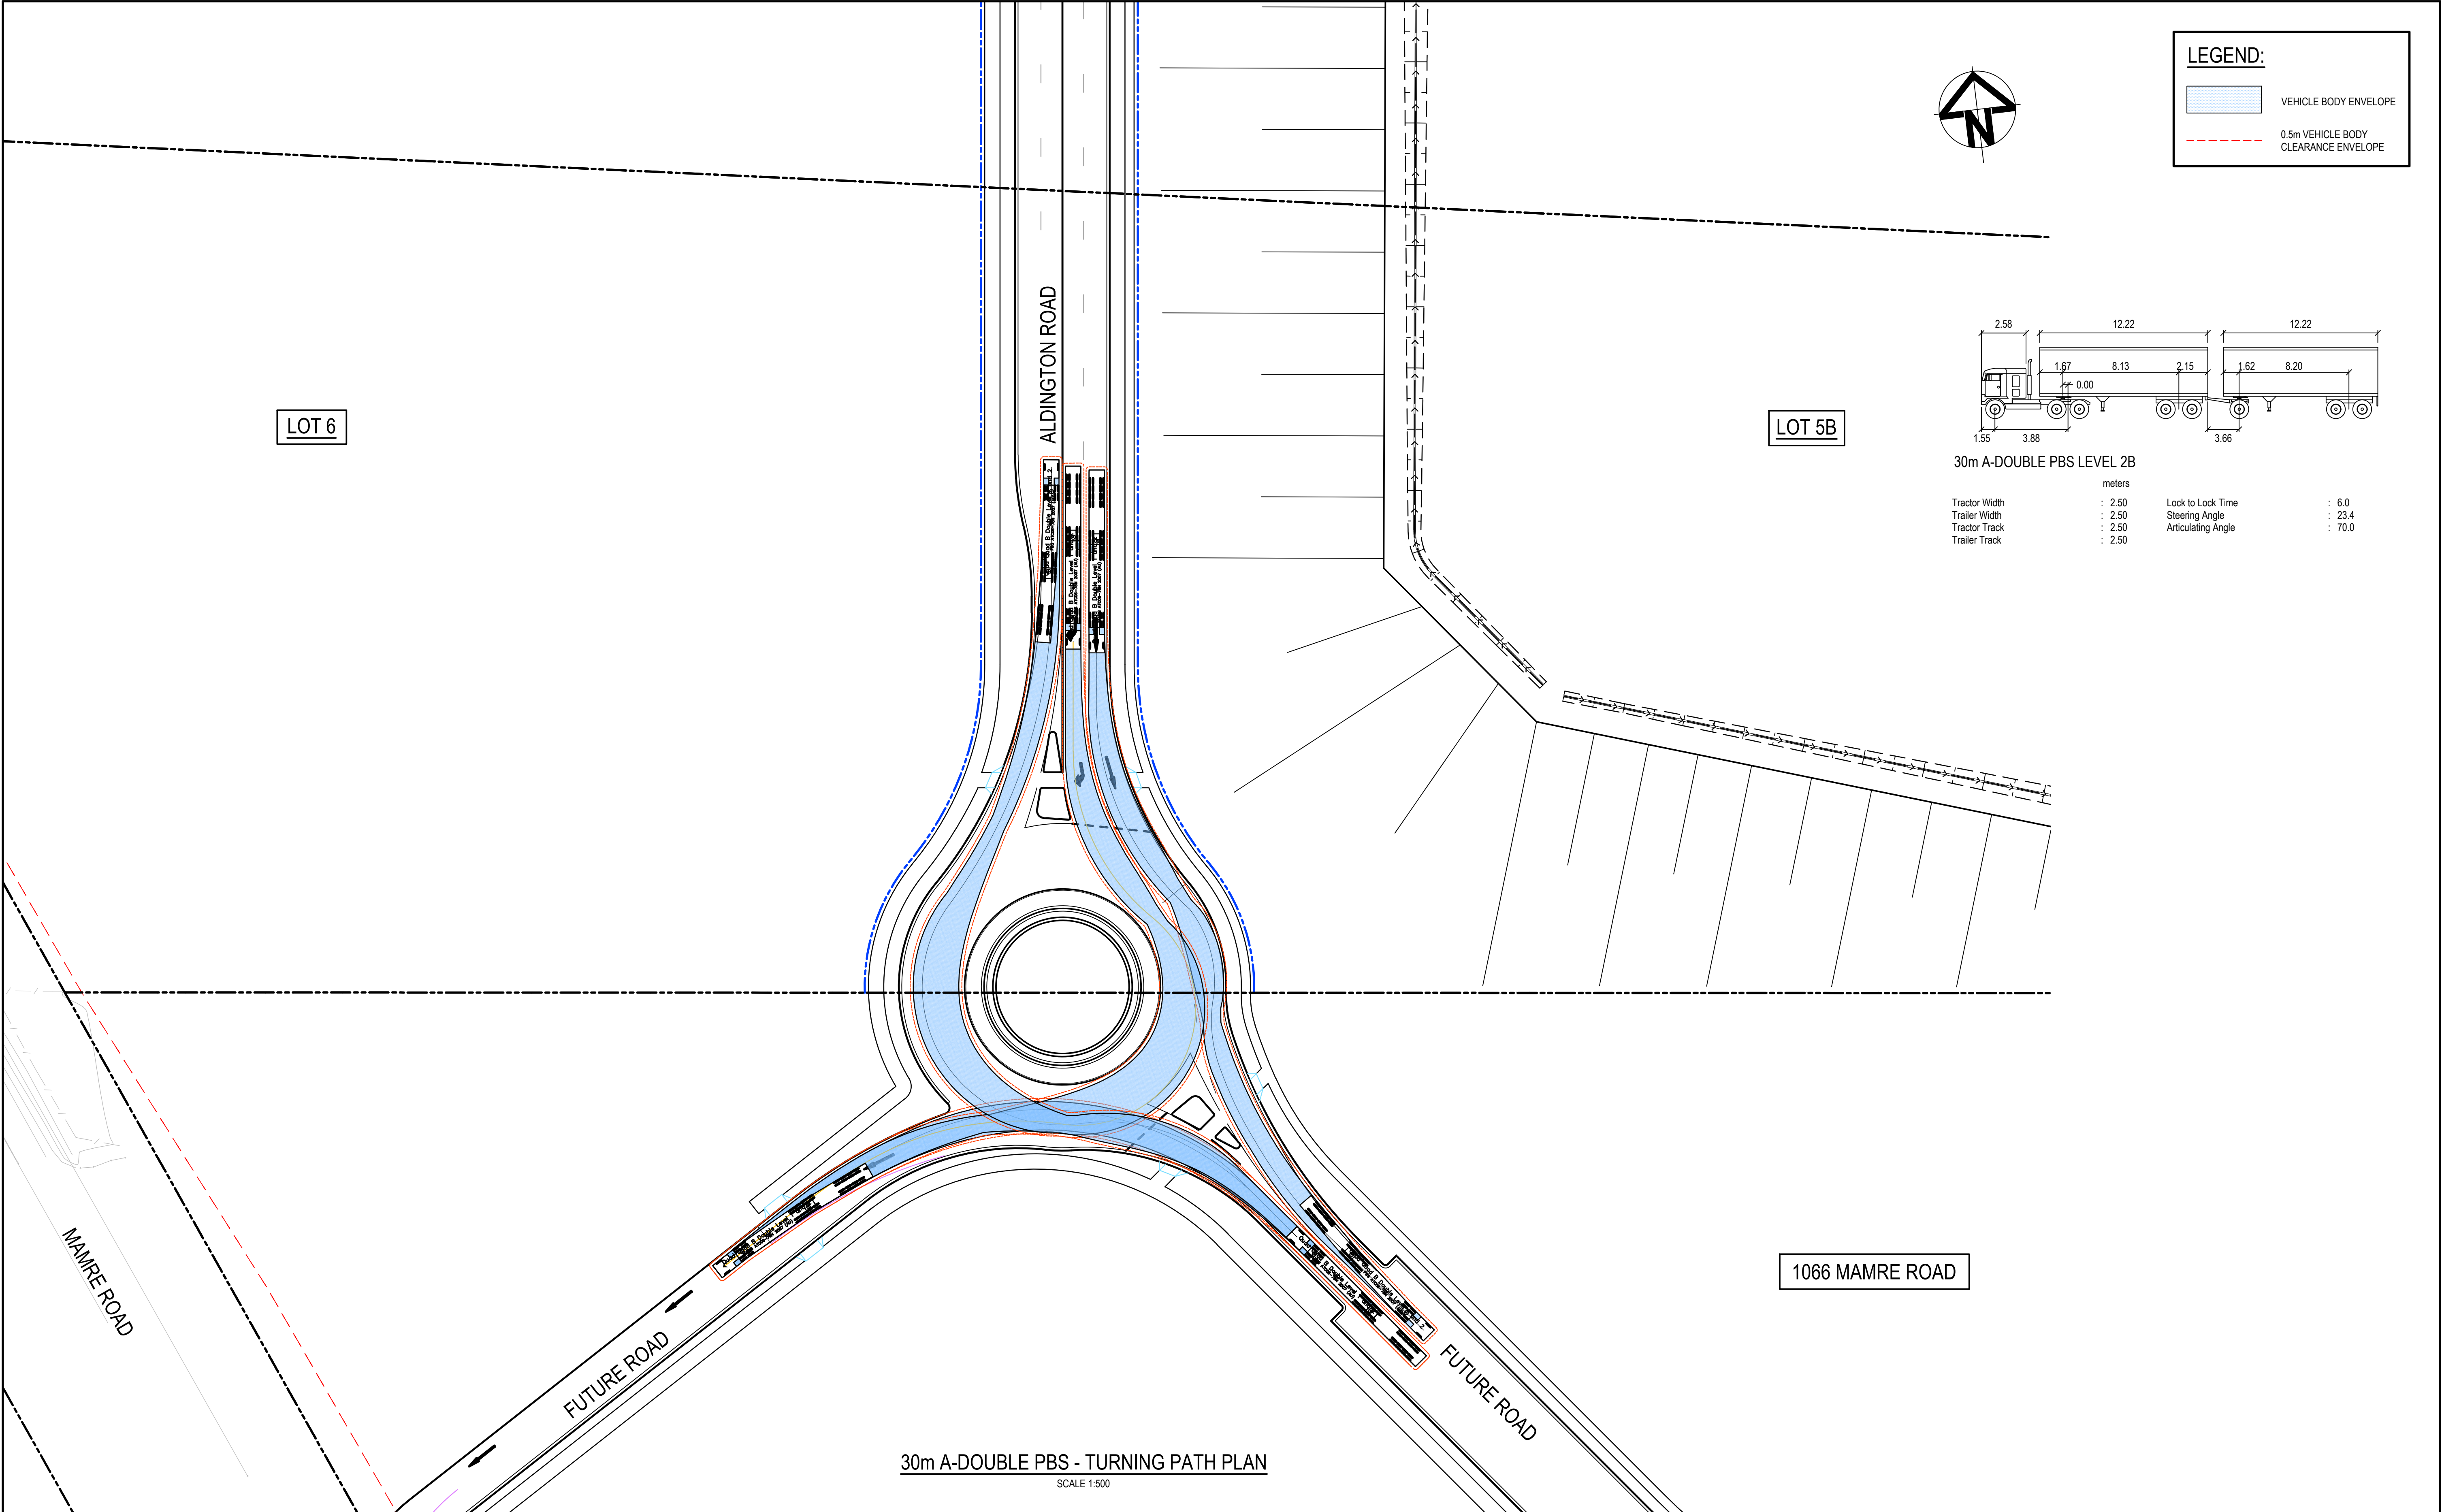 LEGEND:
VEHICLE BODY ENVELOPE
0.5m VEHICLE BODY
CLEARANCE ENVELOPE
N
ALDINGTON ROAD
LOT 6
LOT 5B
2.58
12.22
12.22
1.67
8.13
2.15
1.62
8.20
0.00
1.55
3.88
3.66
30m A-DOUBLE PBS LEVEL 2B
meters
Tractor Width : 2.50 Lock to Lock Time : 6.0
Trailer Width : 2.50 Steering Angle : 23.4
Tractor Track : 2.50 Articulating Angle : 70.0
Trailer Track : 2.50
MAMRE ROAD
FUTURE ROAD
FUTURE ROAD
1066 MAMRE ROAD
30m A-DOUBLE PBS - TURNING PATH PLAN
SCALE 1:500